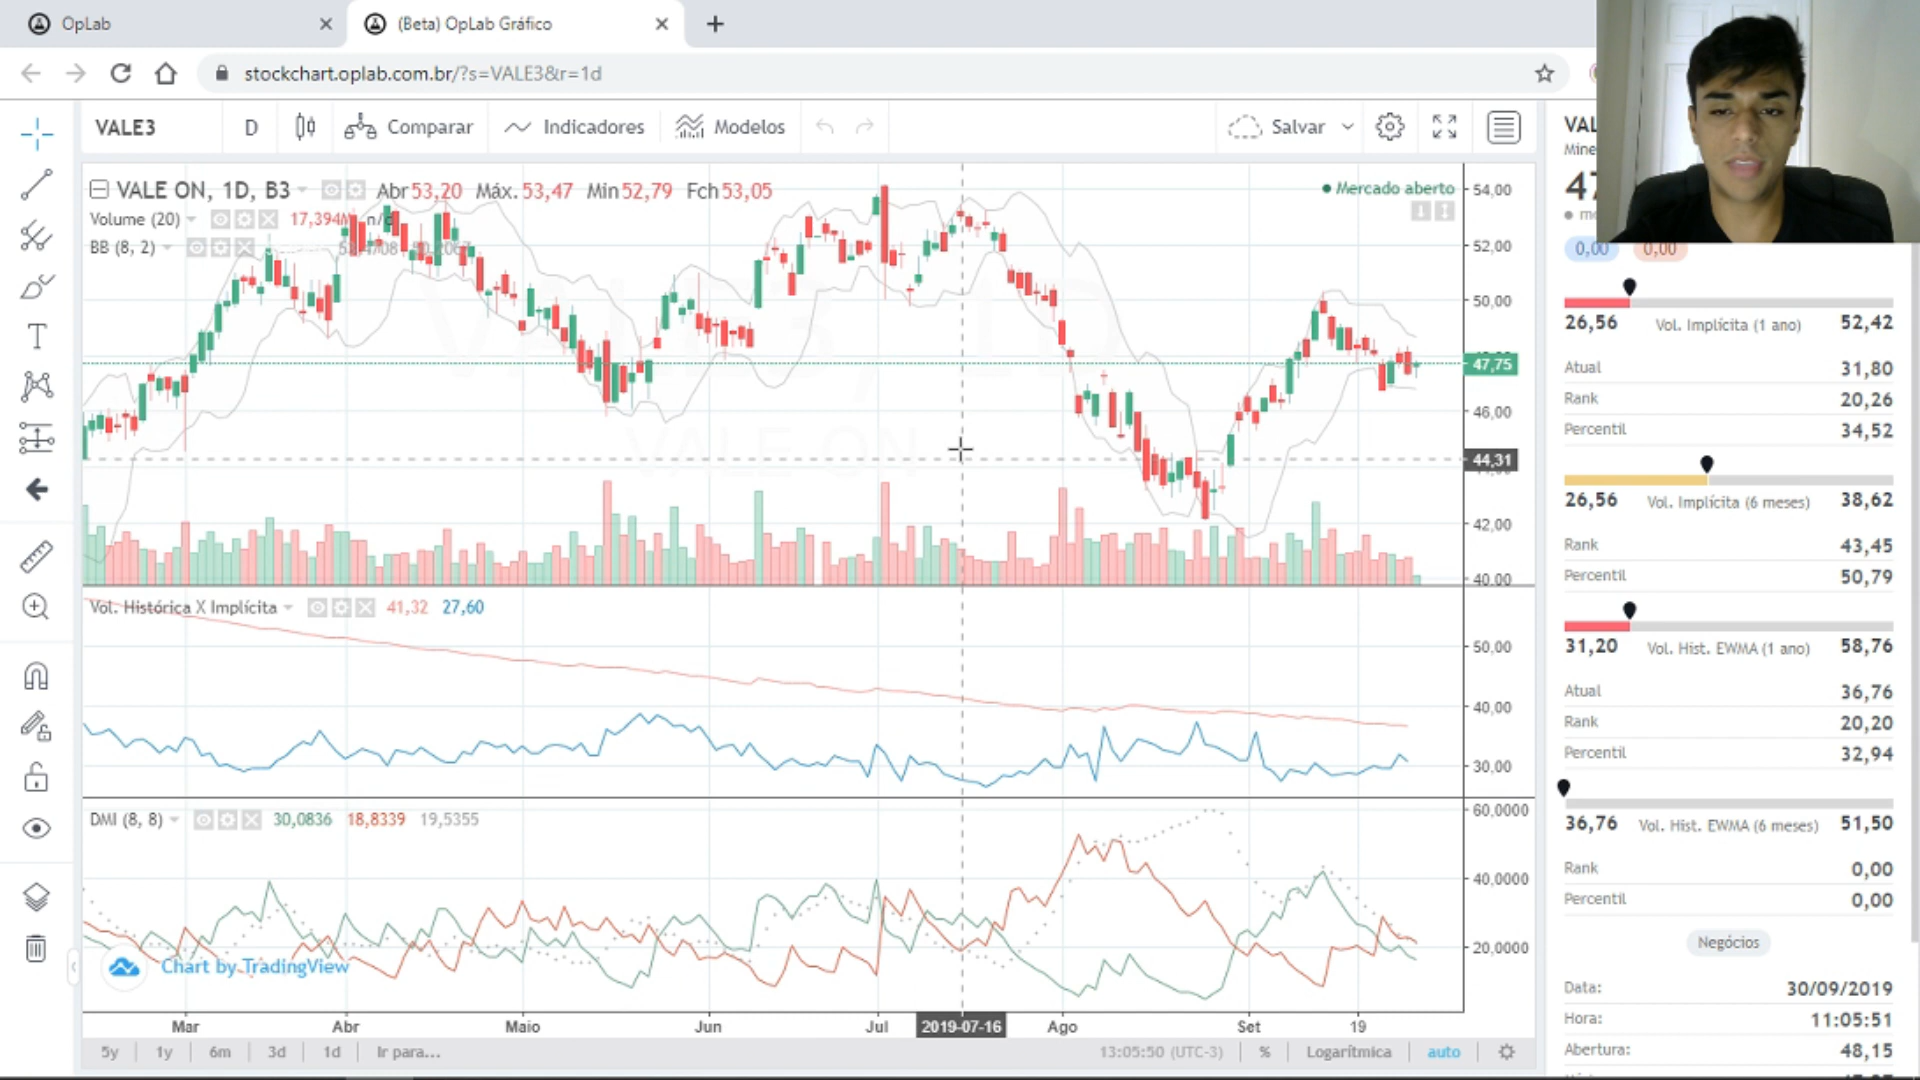 OpLab
(Beta) OpLab Gráfico
stockchart.oplab.com.br/?s=VALE3&r=1d
VALE3 D Comparar Indicadores Modelos Salvar
VALE ON, 1D, B3 Abr 53,20 Máx. 53,47 Min 52,79 Fch 53,05
Mercado aberto
Volume (20) 17,394M n/d
BB (8, 2)
VALE3, 1D
VALE ON
54,00
52,00
50,00
47,75
46,00
44,31
42,00
40,00
Vol. Histórica X Implícita 41,32 27,60
50,00
40,00
30,00
DMI (8, 8) 30,0836 18,8339 19,5355
60,0000
40,0000
20,0000
Chart by TradingView
Mar Abr Maio Jun Jul 2019-07-16 Ago Set 19
5y 1y 6m 3d 1d Ir para... 13:05:50 (UTC-3) % Logarítmica auto
VAL
Mine
47
0,00 0,00
26,56 Vol. Implícita (1 ano) 52,42
Atual 31,80
Rank 20,26
Percentil 34,52
26,56 Vol. Implícita (6 meses) 38,62
Rank 43,45
Percentil 50,79
31,20 Vol. Hist. EWMA (1 ano) 58,76
Atual 36,76
Rank 20,20
Percentil 32,94
36,76 Vol. Hist. EWMA (6 meses) 51,50
Rank 0,00
Percentil 0,00
Negócios
Data: 30/09/2019
Hora: 11:05:51
Abertura: 48,15